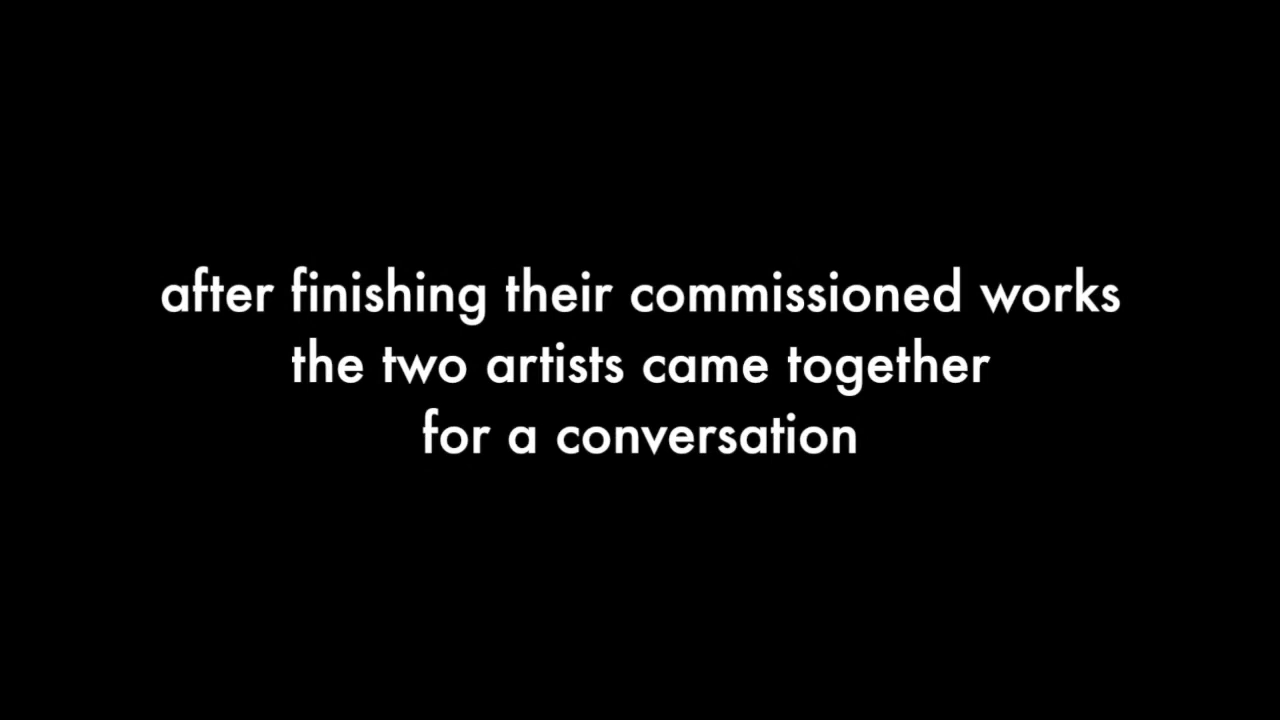 after finishing their commissioned works
the two artists came together
for a conversation